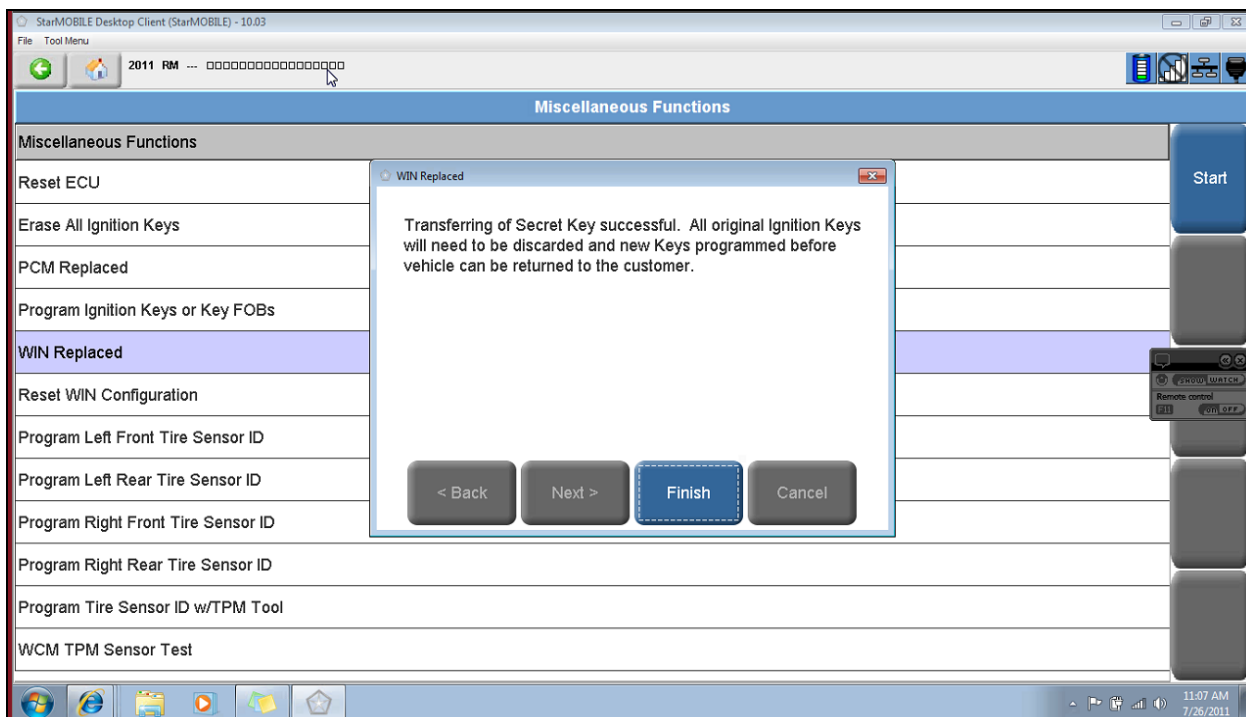 StarMOBILE Desktop Client (StarMOBILE) - 10.03
File Tool Menu
2011 RM ---
Miscellaneous Functions
Miscellaneous Functions
Start
Reset ECU
Erase All Ignition Keys
PCM Replaced
Program Ignition Keys or Key FOBs
WIN Replaced
Reset WIN Configuration
Program Left Front Tire Sensor ID
Program Left Rear Tire Sensor ID
Program Right Front Tire Sensor ID
Program Right Rear Tire Sensor ID
Program Tire Sensor ID w/TPM Tool
WCM TPM Sensor Test
WIN Replaced
Transferring of Secret Key successful. All original Ignition Keys
will need to be discarded and new Keys programmed before
vehicle can be returned to the customer.
< Back Next > Finish Cancel
SHOW WATCH
Remote control
F11 ON OFF
11:07 AM
7/26/2011